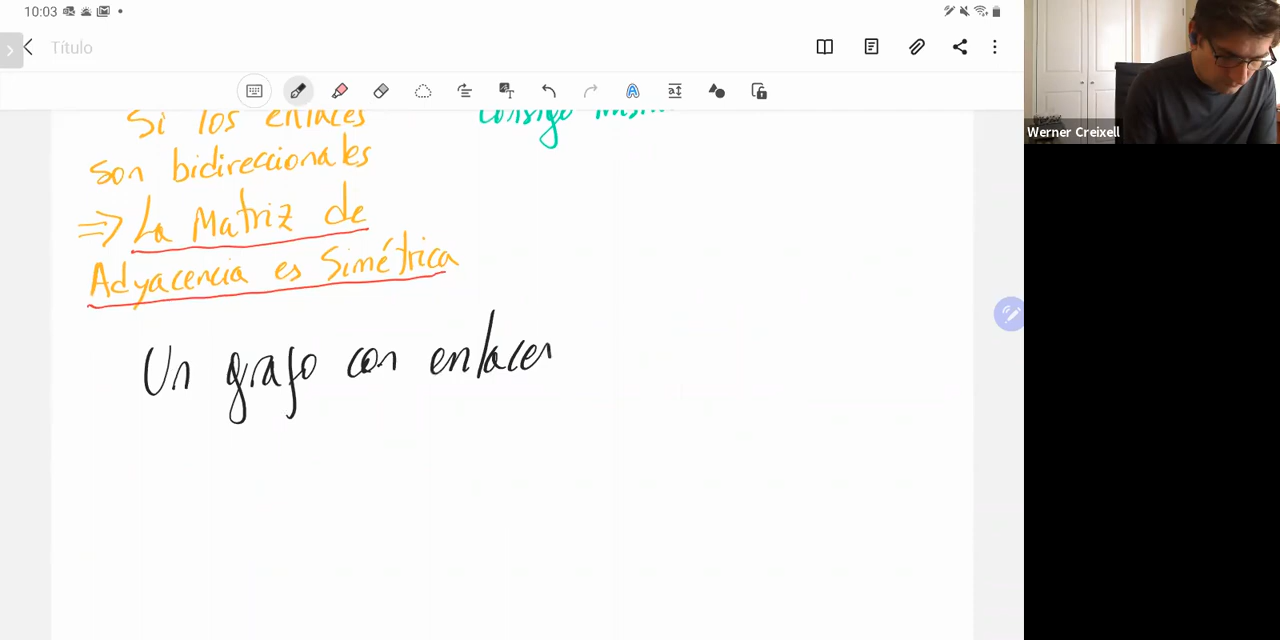 10:03
Título
Si los enlaces
son bidireccionales
=> La Matriz de
Adyacencia es Simétrica
consigo
Un grafo con enlaces
Werner Creixell